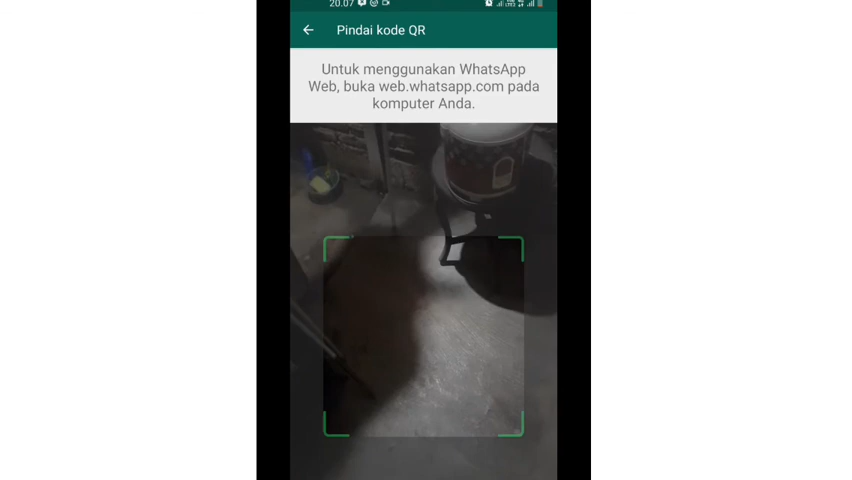 20.07
Pindai kode QR
Untuk menggunakan WhatsApp
Web, buka web.whatsapp.com pada
komputer Anda.